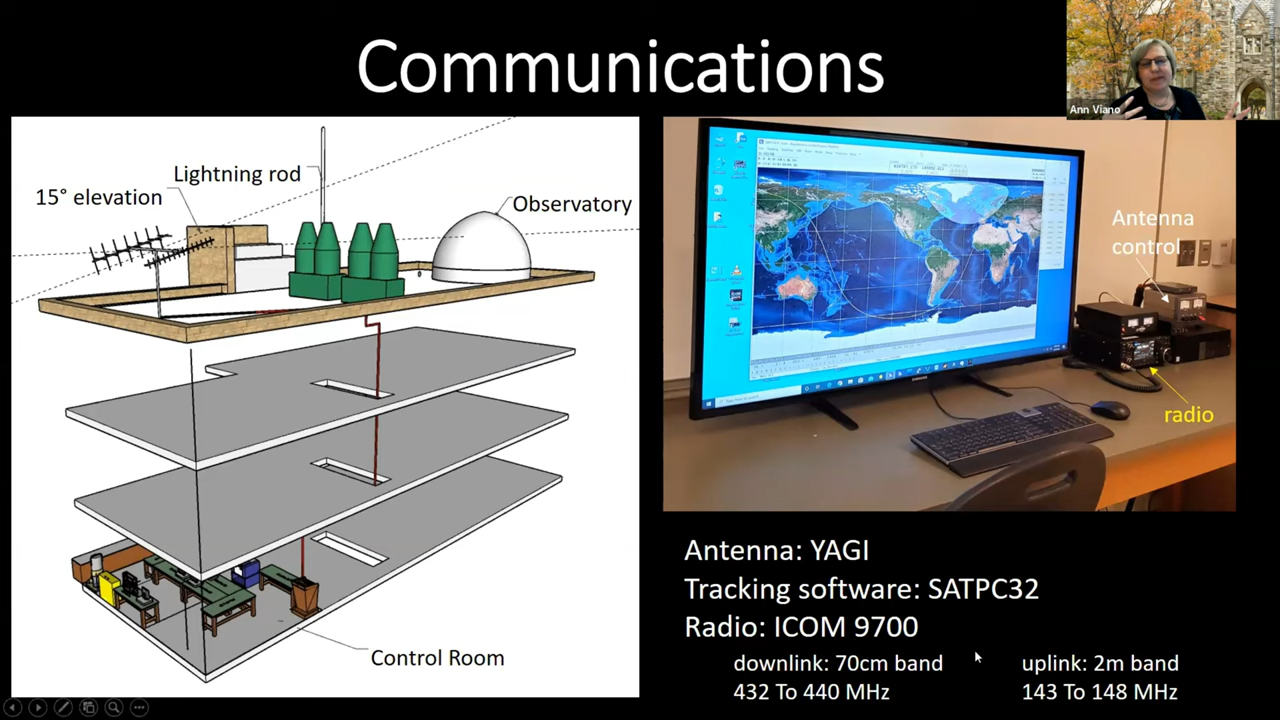 Communications
Ann Viano
Lightning rod
15° elevation
Observatory
Control Room
Antenna
control
radio
SAMSUNG
Antenna: YAGI
Tracking software: SATPC32
Radio: ICOM 9700
downlink: 70cm band
432 To 440 MHz
uplink: 2m band
143 To 148 MHz